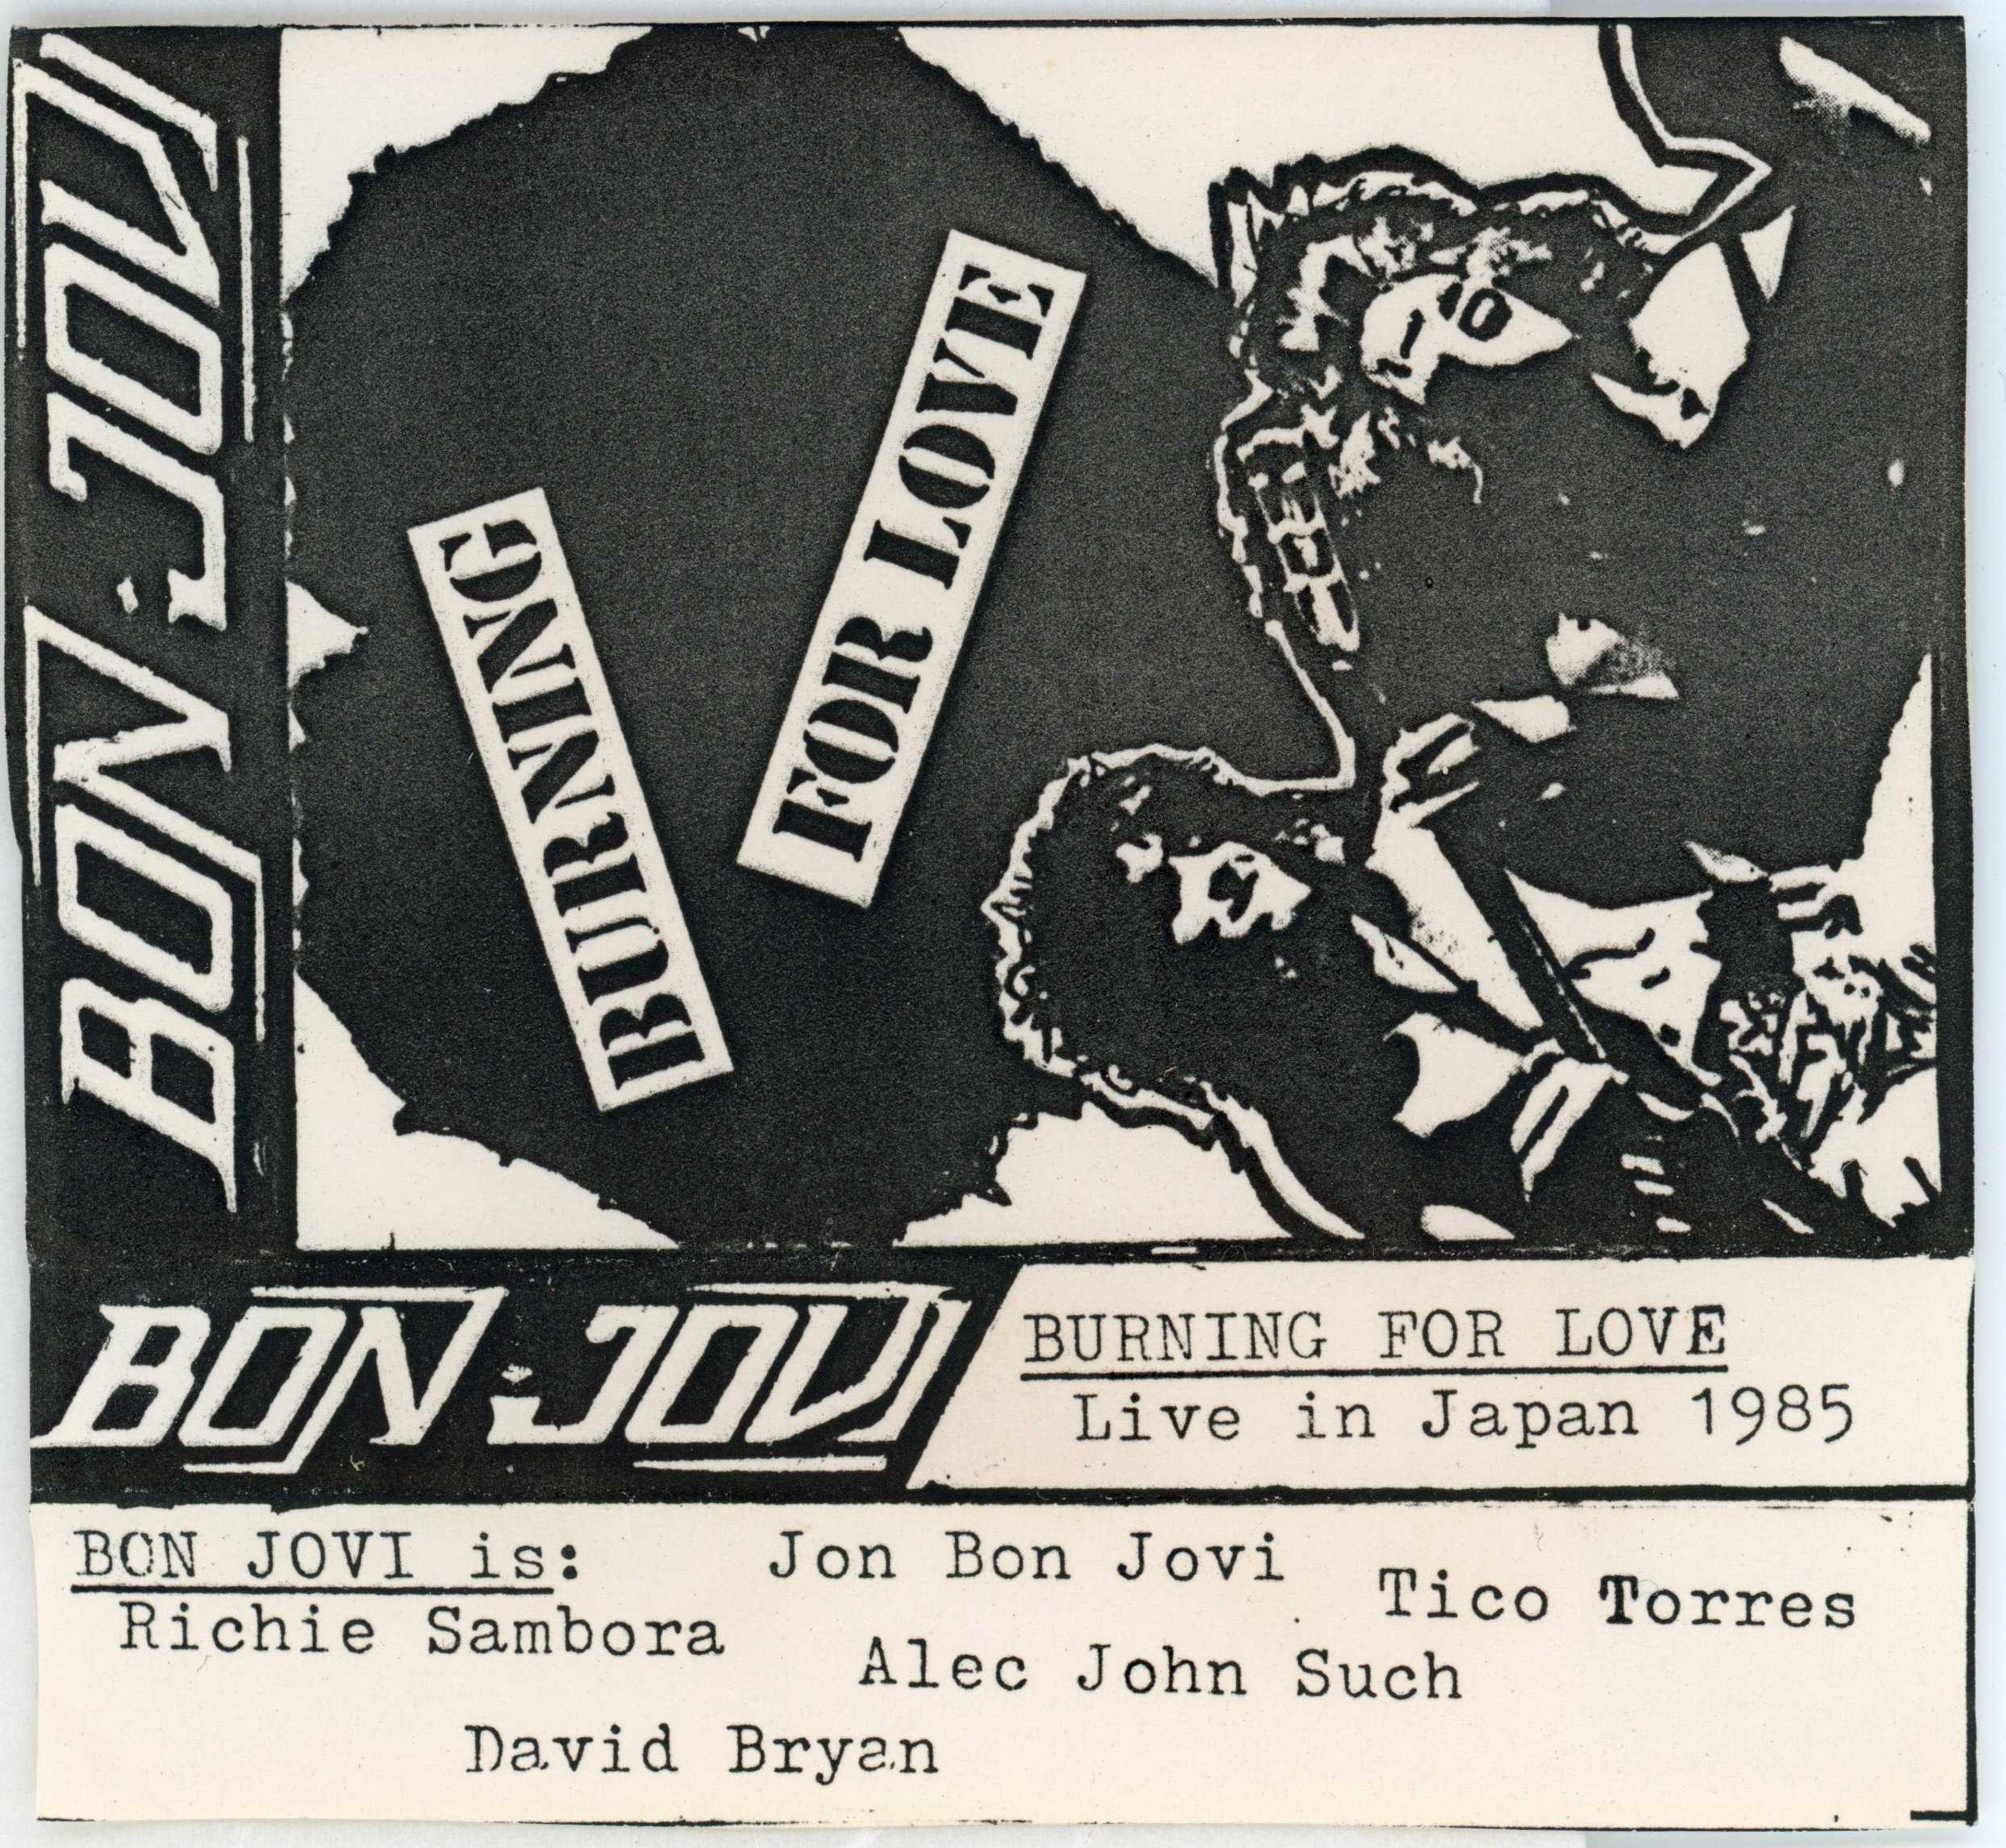 BON JOVI
BURNING
FOR LOVE
BON JOVI
BURNING FOR LOVE
Live in Japan 1985
BON JOVI is:
Jon Bon Jovi
Tico Torres
Richie Sambora
Alec John Such
David Bryan